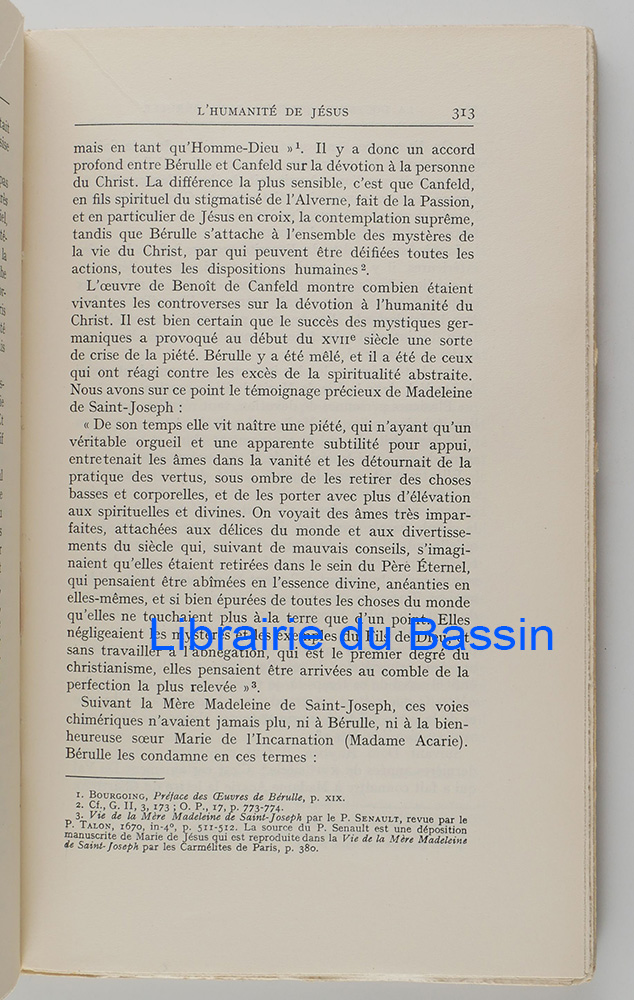 L'HUMANITÉ DE JÉSUS 313
mais en tant qu'Homme-Dieu »¹. Il y a donc un accord
profond entre Bérulle et Canfeld sur la dévotion à la personne
du Christ. La différence la plus sensible, c'est que Canfeld,
en fils spirituel du stigmatisé de l'Alverne, fait de la Passion,
et en particulier de Jésus en croix, la contemplation suprême,
tandis que Bérulle s'attache à l'ensemble des mystères de
la vie du Christ, par qui peuvent être déifiées toutes les
actions, toutes les dispositions humaines².
L'œuvre de Benoît de Canfeld montre combien étaient
vivantes les controverses sur la dévotion à l'humanité du
Christ. Il est bien certain que le succès des mystiques ger-
maniques a provoqué au début du XVIIe siècle une sorte
de crise de la piété. Bérulle y a été mêlé, et il a été de ceux
qui ont réagi contre les excès de la spiritualité abstraite.
Nous avons sur ce point le témoignage précieux de Madeleine
de Saint-Joseph :
« De son temps elle vit naître une piété, qui n'ayant qu'un
véritable orgueil et une apparente subtilité pour appui,
entretenait les âmes dans la vanité et les détournait de la
pratique des vertus, sous ombre de les retirer des choses
basses et corporelles, et de les porter avec plus d'élévation
aux spirituelles et divines. On voyait des âmes très impar-
faites, attachées aux délices du monde et aux divertisse-
ments du siècle qui, suivant de mauvais conseils, s'imagi-
naient qu'elles étaient retirées dans le sein du Père Éternel,
qui pensaient être abîmées en l'essence divine, anéanties en
elles-mêmes, et si bien épurées de toutes les choses du monde
qu'elles ne touchaient plus à la terre que d'un point. Elles
négligeaient les mystères et les exemples du Fils de Dieu, et
Librairie du Bassin
sans travailler à l'abnégation, qui est le premier degré du
christianisme, elles pensaient être arrivées au comble de la
perfection la plus relevée »³.
Suivant la Mère Madeleine de Saint-Joseph, ces voies
chimériques n'avaient jamais plu, ni à Bérulle, ni à la bien-
heureuse sœur Marie de l'Incarnation (Madame Acarie).
Bérulle les condamne en ces termes :
1. BOURGOING, Préface des Œuvres de Bérulle, p. XIX.
2. Cf., G. II, 3, 173 ; O. P., 17, p. 773-774.
3. Vie de la Mère Madeleine de Saint-Joseph par le P. SENAULT, revue par le
P. TALON, 1670, in-4°, p. 511-512. La source du P. Senault est une déposition
manuscrite de Marie de Jésus qui est reproduite dans la Vie de la Mère Madeleine
de Saint-Joseph par les Carmélites de Paris, p. 380.